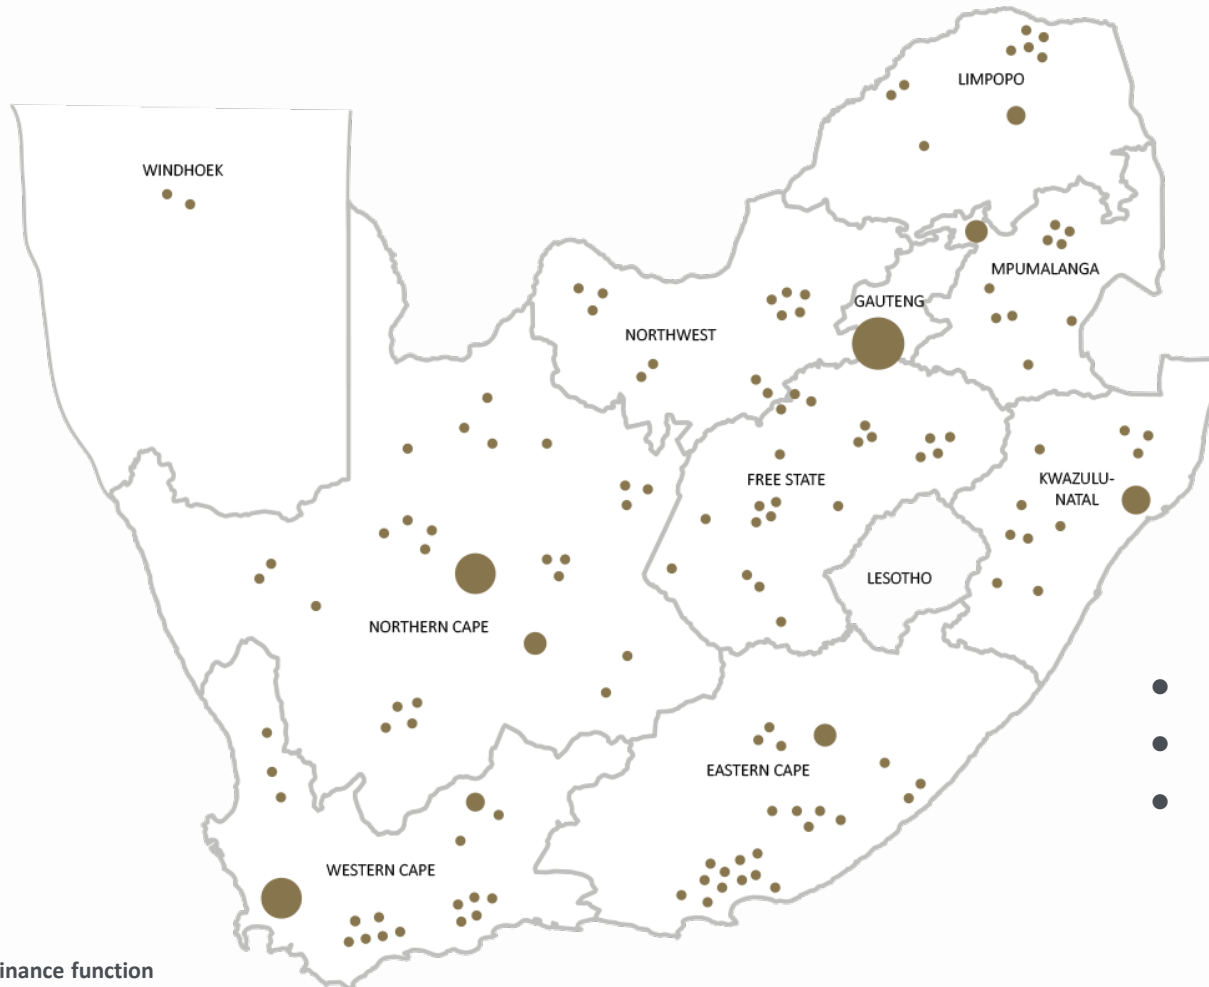 LIMPOPO
WINDHOEK
MPUMALANGA
GAUTENG
NORTHWEST
FREE STATE
KWAZULU-
NATAL
LESOTHO
NORTHERN CAPE
EASTERN CAPE
WESTERN CAPE
inance function